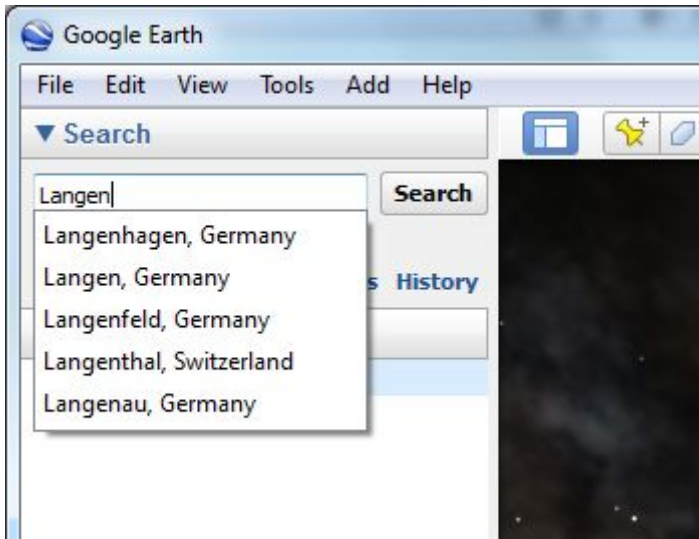 Google Earth
File Edit View Tools Add Help
▼ Search
Langen Search
Langenhagen, Germany
Langen, Germany
s History
Langenfeld, Germany
Langenthal, Switzerland
Langenau, Germany